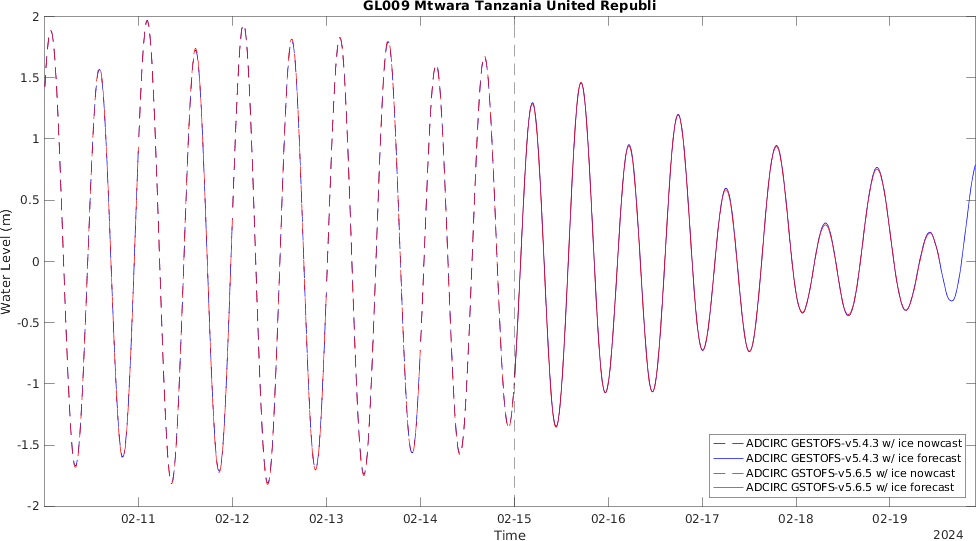 GL009 Mtwara Tanzania United Republi
2
1.5
1
0.5
0
-0.5
-1
-1.5
-2
Water Level (m)
ADCIRC GESTOFS-v5.4.3 w/ ice nowcast
ADCIRC GESTOFS-v5.4.3 w/ ice forecast
ADCIRC GSTOFS-v5.6.5 w/ ice nowcast
ADCIRC GSTOFS-v5.6.5 w/ ice forecast
02-11 02-12 02-13 02-14 02-15 02-16 02-17 02-18 02-19
Time
2024